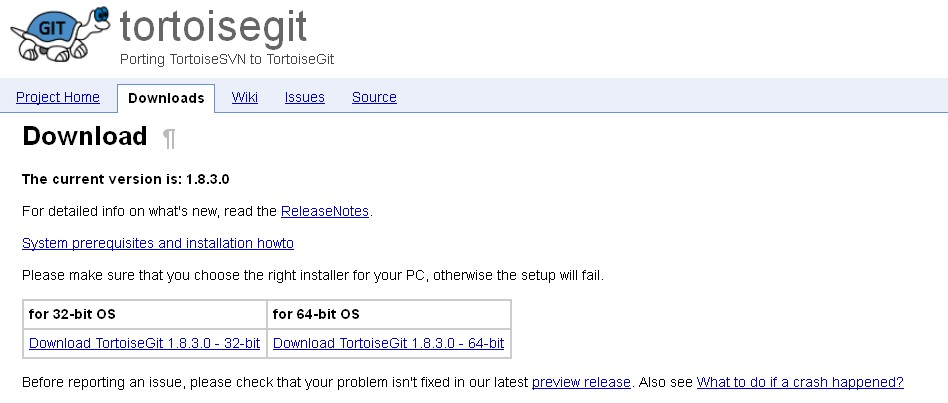 GIT
tortoisegit
Porting TortoiseSVN to TortoiseGit
Project Home Downloads Wiki Issues Source
Download ¶
The current version is: 1.8.3.0
For detailed info on what's new, read the ReleaseNotes.
System prerequisites and installation howto
Please make sure that you choose the right installer for your PC, otherwise the setup will fail.
for 32-bit OS for 64-bit OS
Download TortoiseGit 1.8.3.0 - 32-bit Download TortoiseGit 1.8.3.0 - 64-bit
Before reporting an issue, please check that your problem isn't fixed in our latest preview release. Also see What to do if a crash happened?